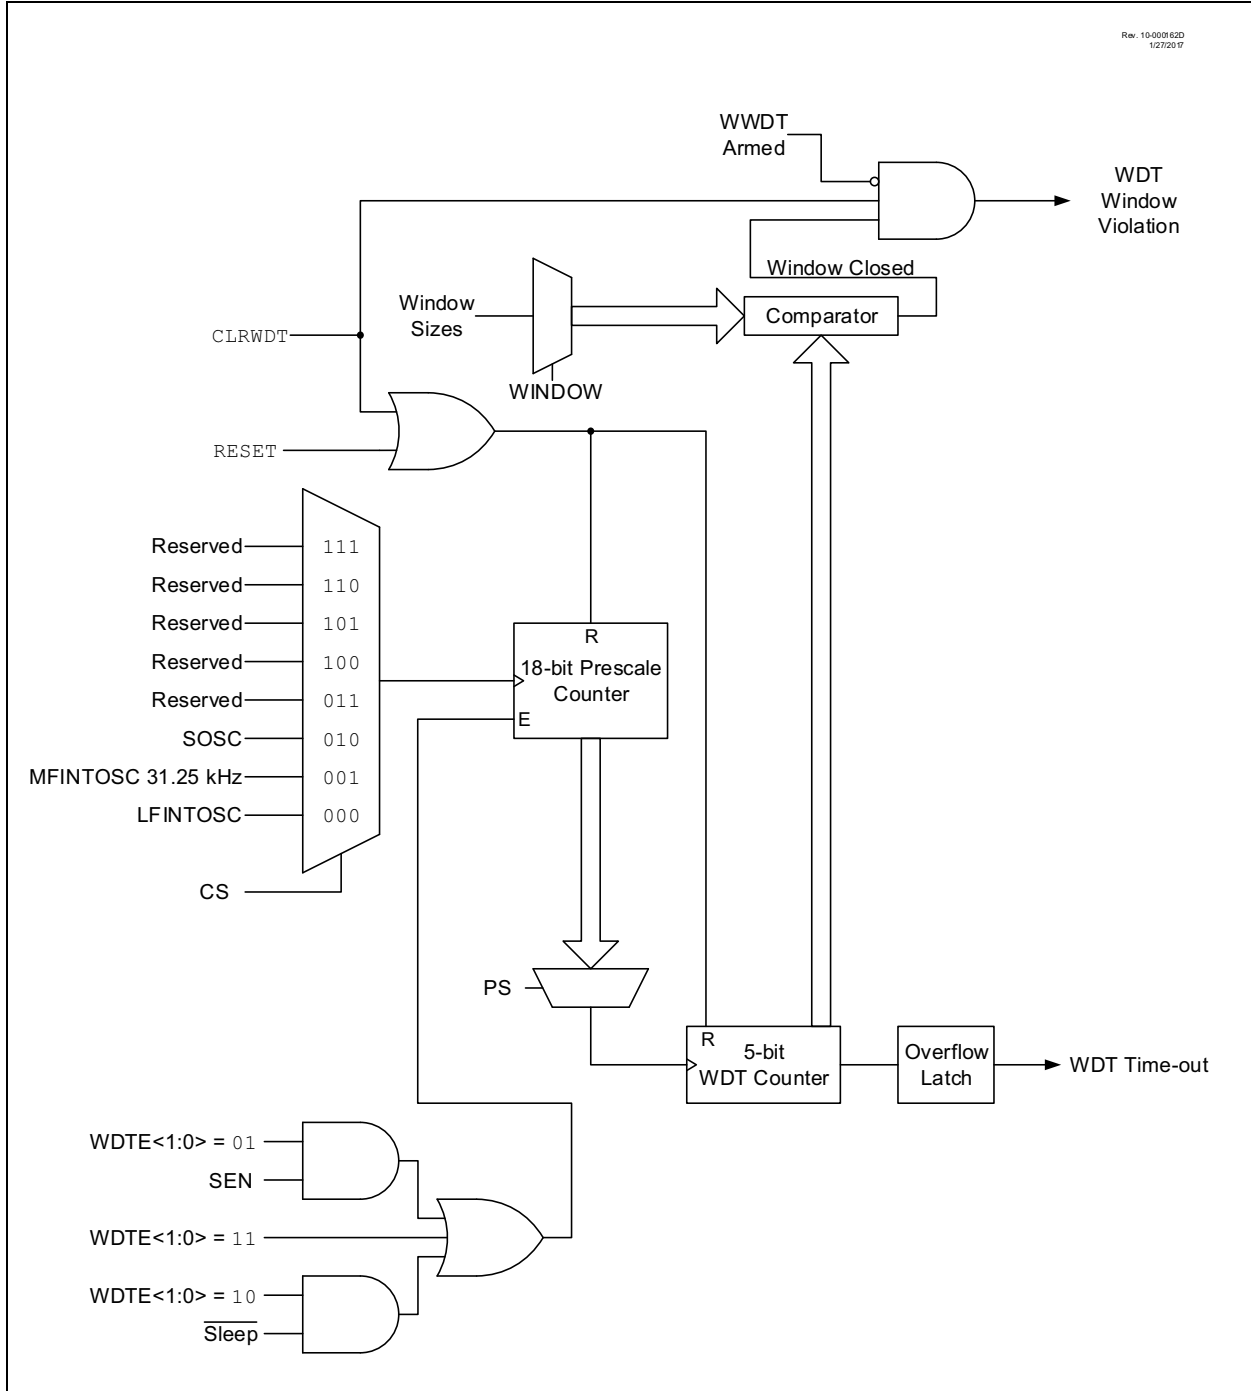 Rev. 10-000162D
1/27/2017
WWDT
Armed
WDT
Window
Violation
Window Closed
Window
Sizes
Comparator
CLRWDT
WINDOW
RESET
Reserved 111
Reserved 110
Reserved 101
Reserved 100
Reserved 011
SOSC 010
MFINTOSC 31.25 kHz 001
LFINTOSC 000
CS
R
18-bit Prescale
Counter
E
PS
R
5-bit
WDT Counter
Overflow
Latch
WDT Time-out
WDTE<1:0> = 01
SEN
WDTE<1:0> = 11
WDTE<1:0> = 10
Sleep